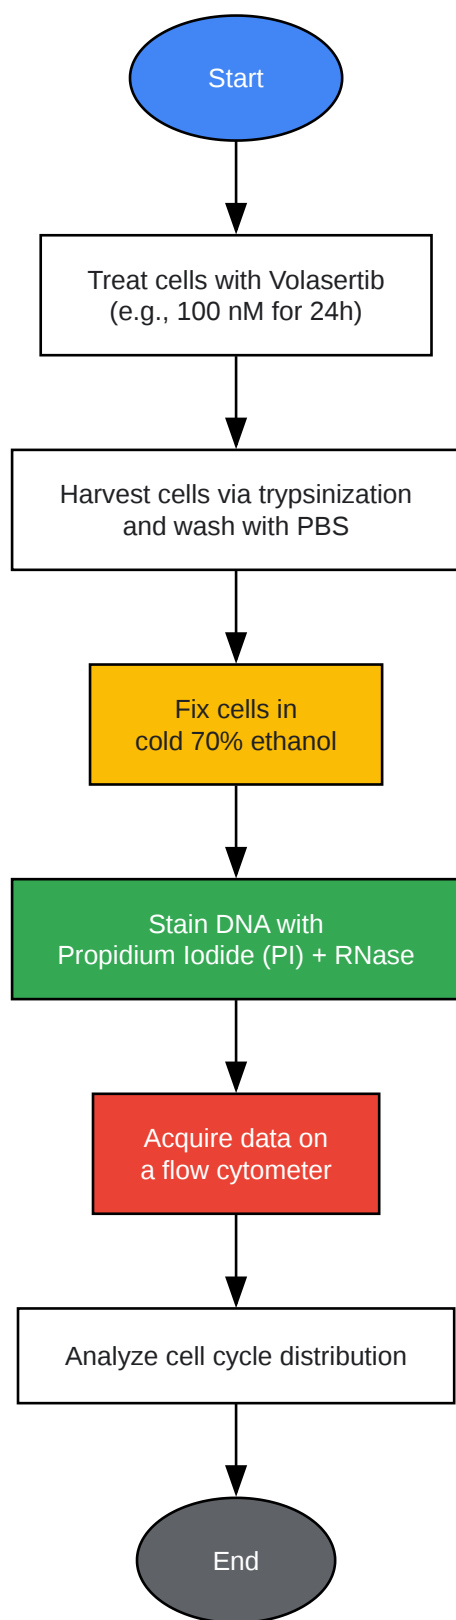 Start
Treat cells with Volasertib
(e.g., 100 nM for 24h)
Harvest cells via trypsinization
and wash with PBS
Fix cells in
cold 70% ethanol
Stain DNA with
Propidium Iodide (PI) + RNase
Acquire data on
a flow cytometer
Analyze cell cycle distribution
End